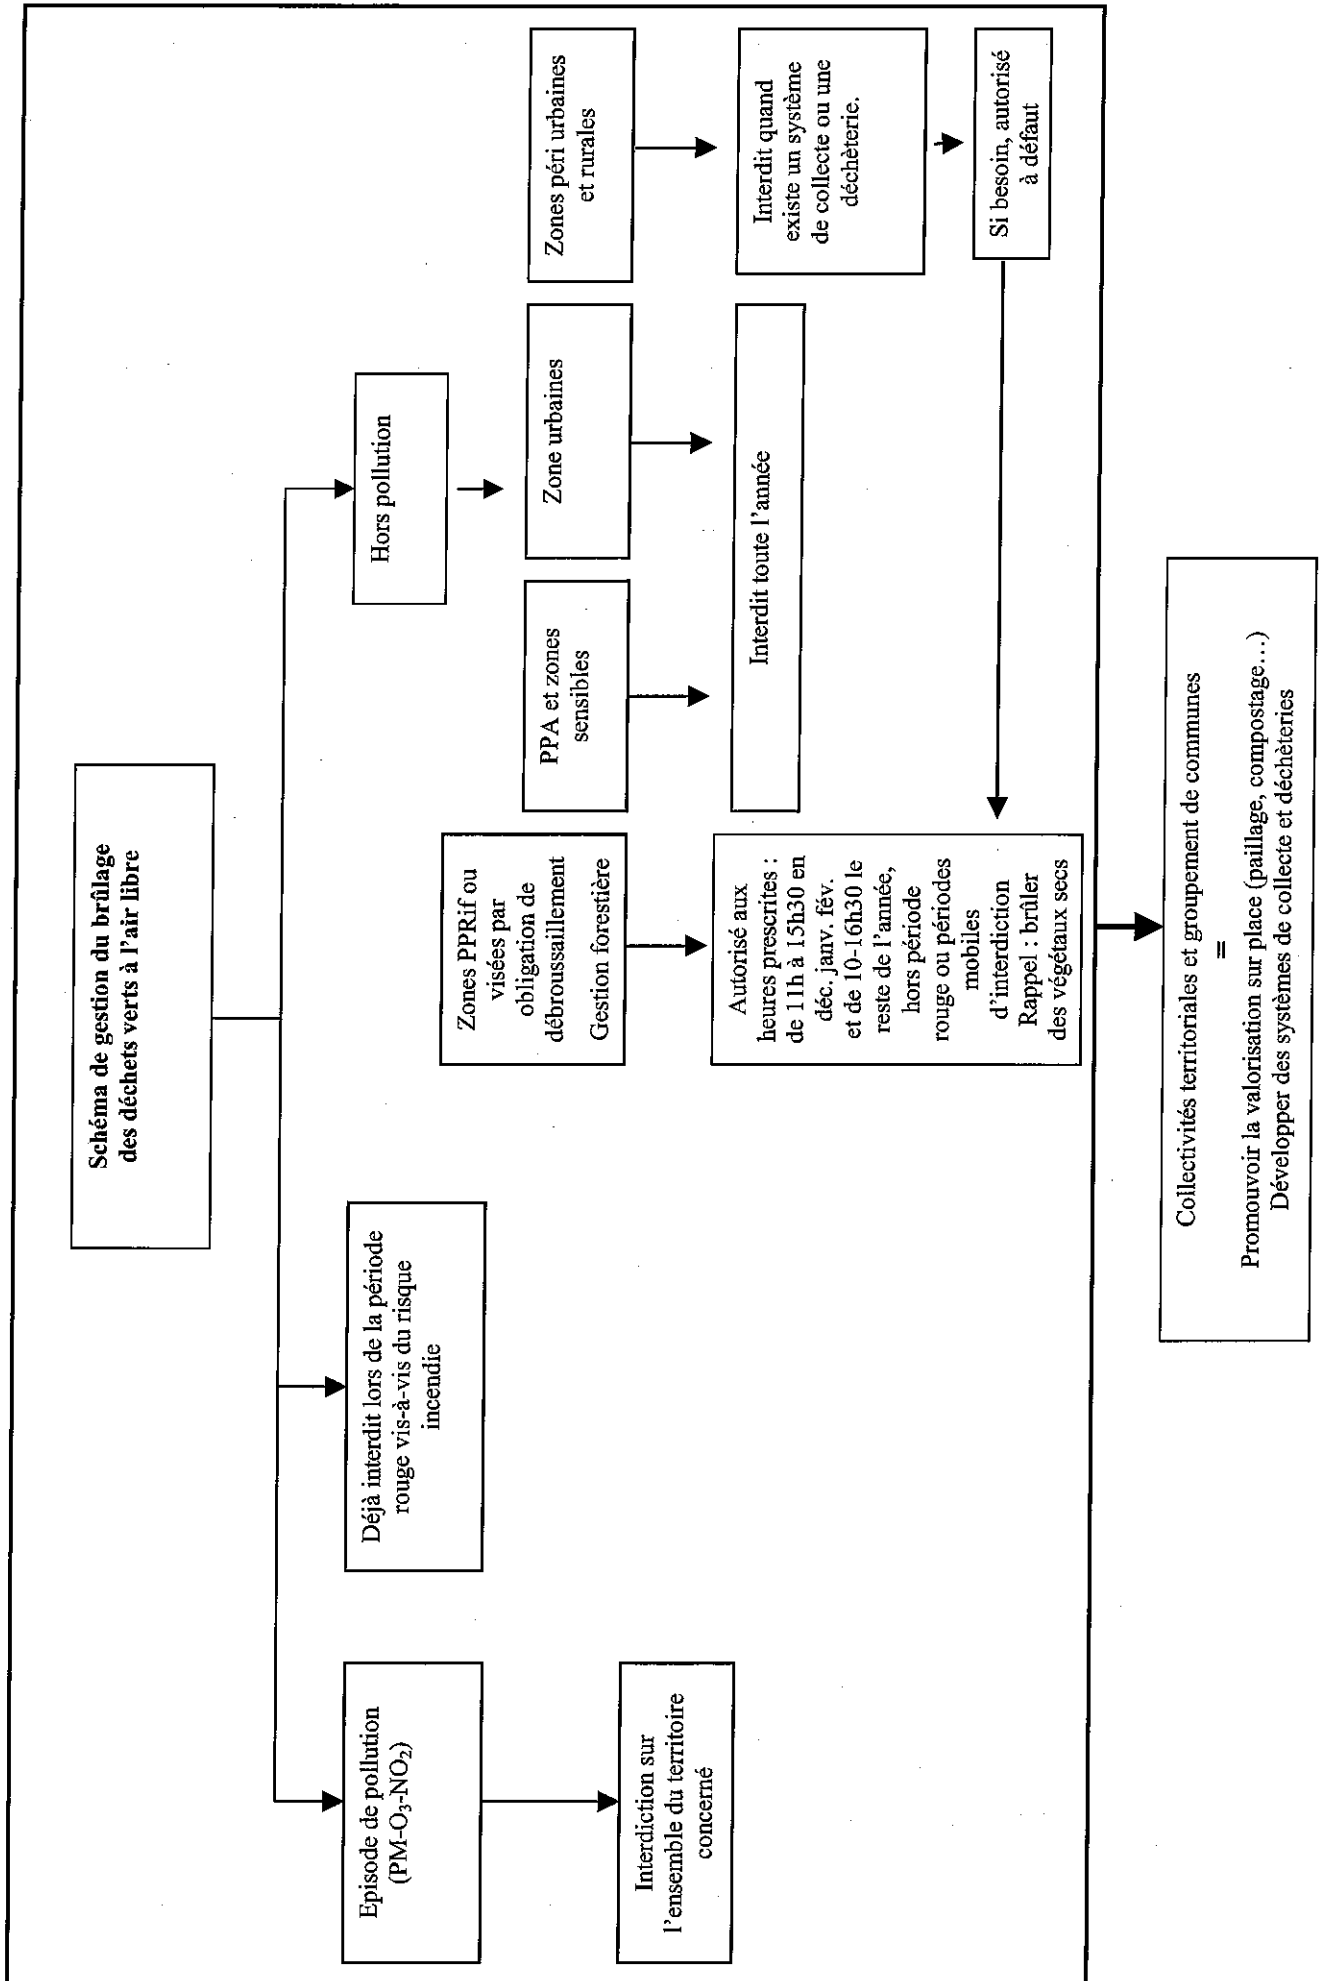 Schéma de gestion du brûlage
des déchets verts à l'air libre
Episode de pollution
(PM-O₃-NO₂)
Déjà interdit lors de la période
rouge vis-à-vis du risque
incendie
Hors pollution
Interdiction sur
l'ensemble du territoire
concerné
Zones PPRif ou
visées par
obligation de
débroussaillement
Gestion forestière
PPA et zones
sensibles
Zone urbaines
Zones péri urbaines
et rurales
Autorisé aux
heures prescrites :
de 11h à 15h30 en
déc. janv. fév.
et de 10-16h30 le
reste de l'année,
hors période
rouge ou périodes
mobiles
d'interdiction
Rappel : brûler
des végétaux secs
Interdit toute l'année
Interdit quand
existe un système
de collecte ou une
déchèterie.
Si besoin, autorisé
à défaut
Collectivités territoriales et groupement de communes
=
Promouvoir la valorisation sur place (paillage, compostage…)
Développer des systèmes de collecte et déchèteries